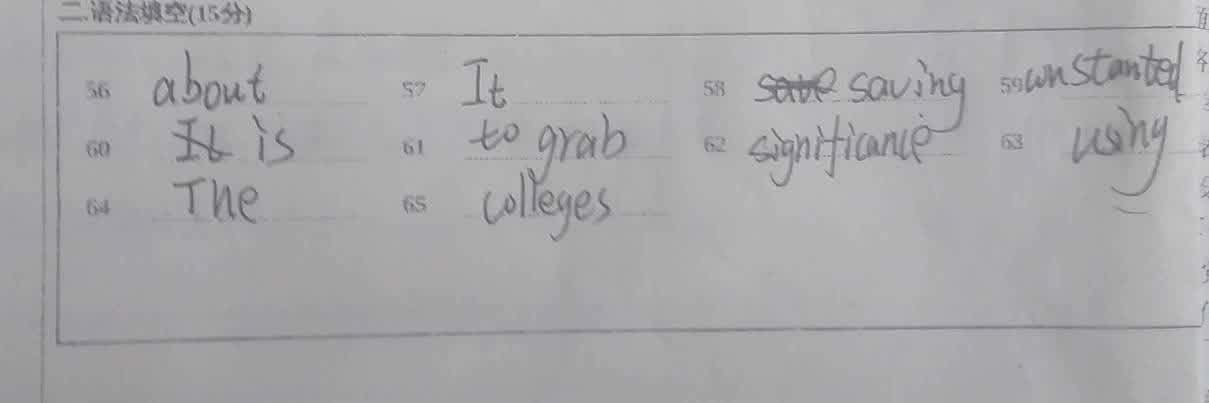 二.语法填空(15分)
56 about 57 It 58 save saving 59 constanted
60 It is 61 to grab 62 significance 63 using
64 The 65 colleges